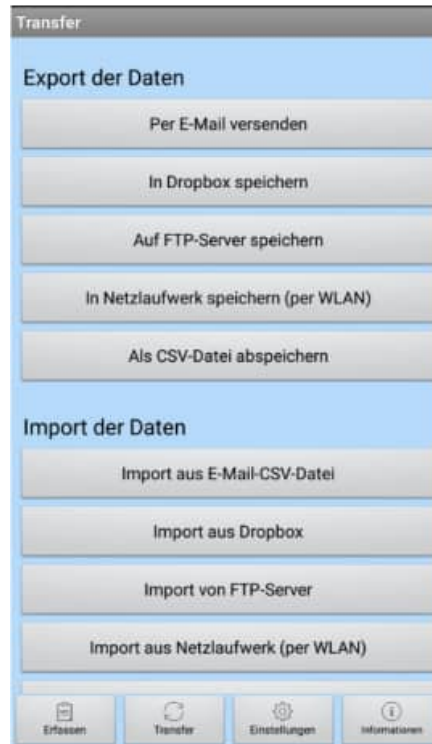 Transfer
Export der Daten
Per E-Mail versenden
In Dropbox speichern
Auf FTP-Server speichern
In Netzlaufwerk speichern (per WLAN)
Als CSV-Datei abspeichern
Import der Daten
Import aus E-Mail-CSV-Datei
Import aus Dropbox
Import von FTP-Server
Import aus Netzlaufwerk (per WLAN)
Erfassen Transfer Einstellungen Informationen